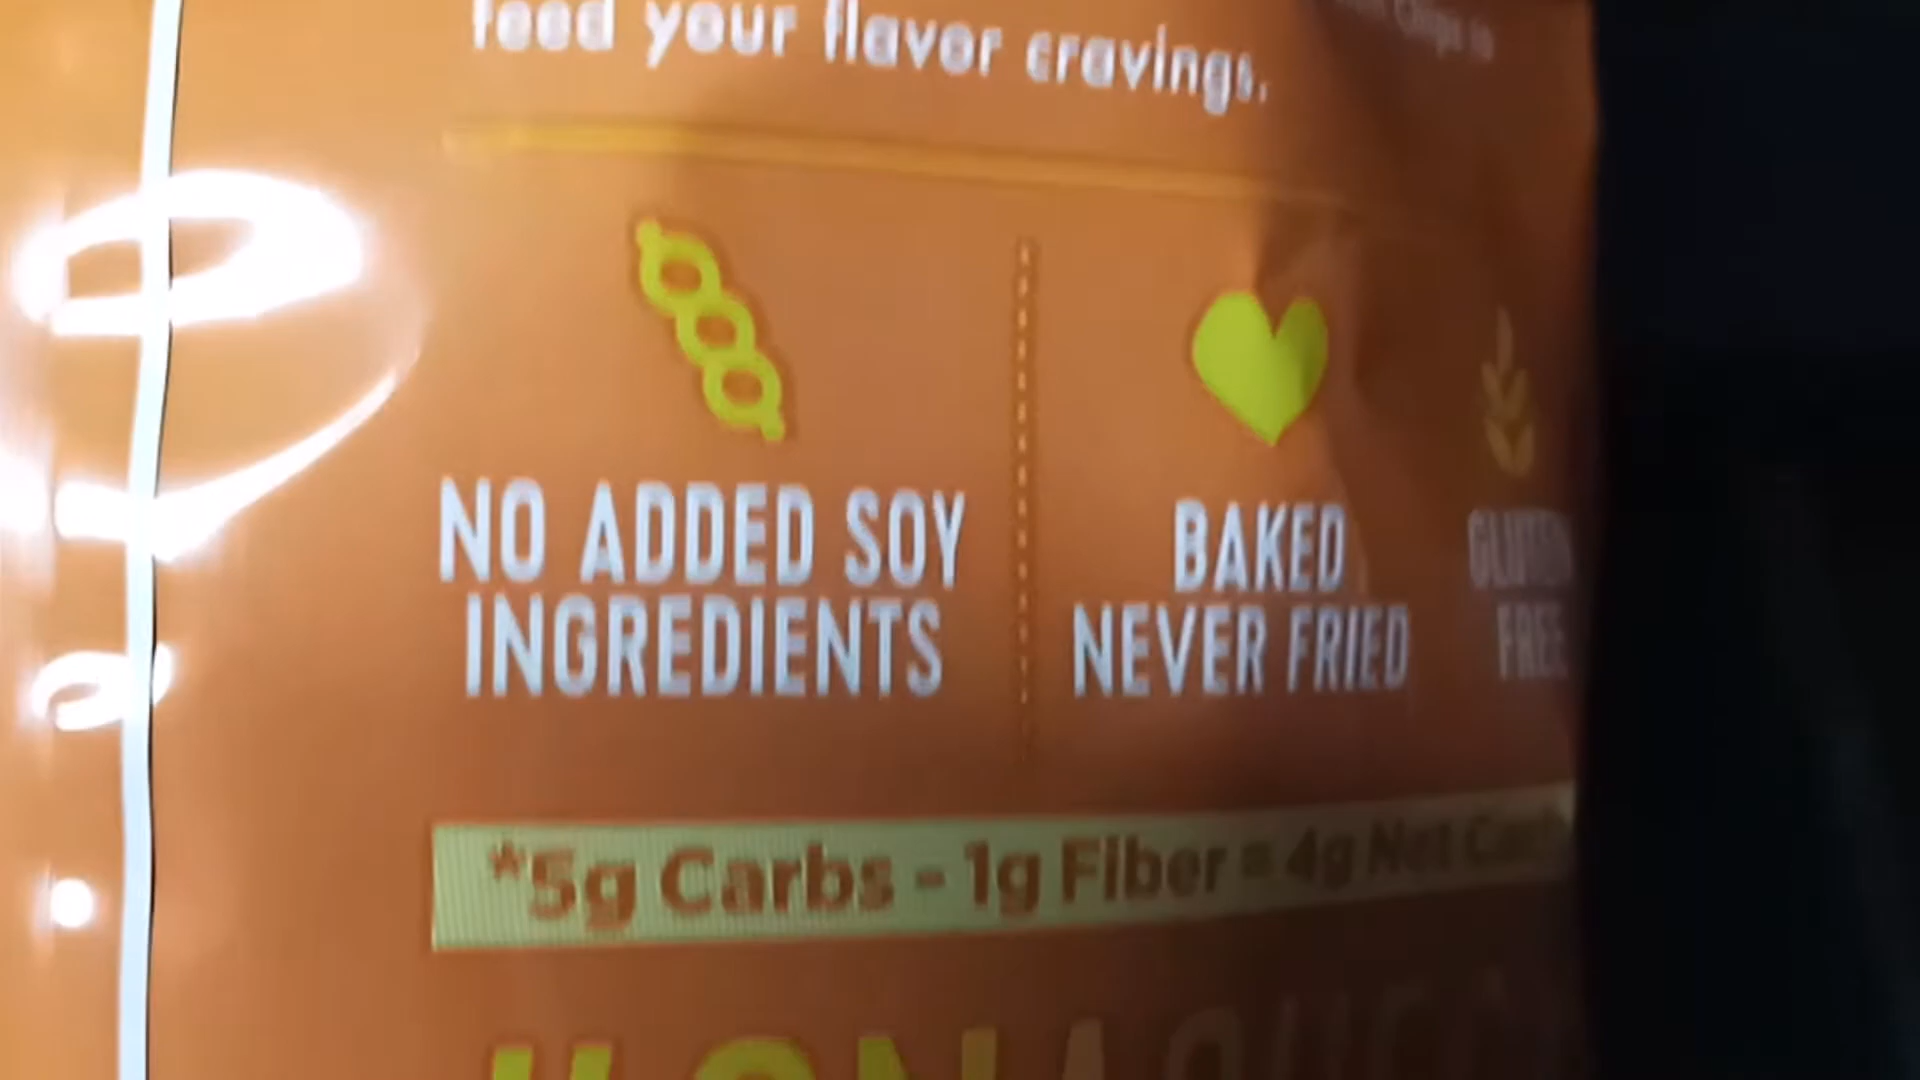 feed your flavor cravings.
Chips
NO ADDED SOY
INGREDIENTS
BAKED
NEVER FRIED
GLUTEN
FREE
*5g Carbs - 1g Fiber = 4g Net Carbs